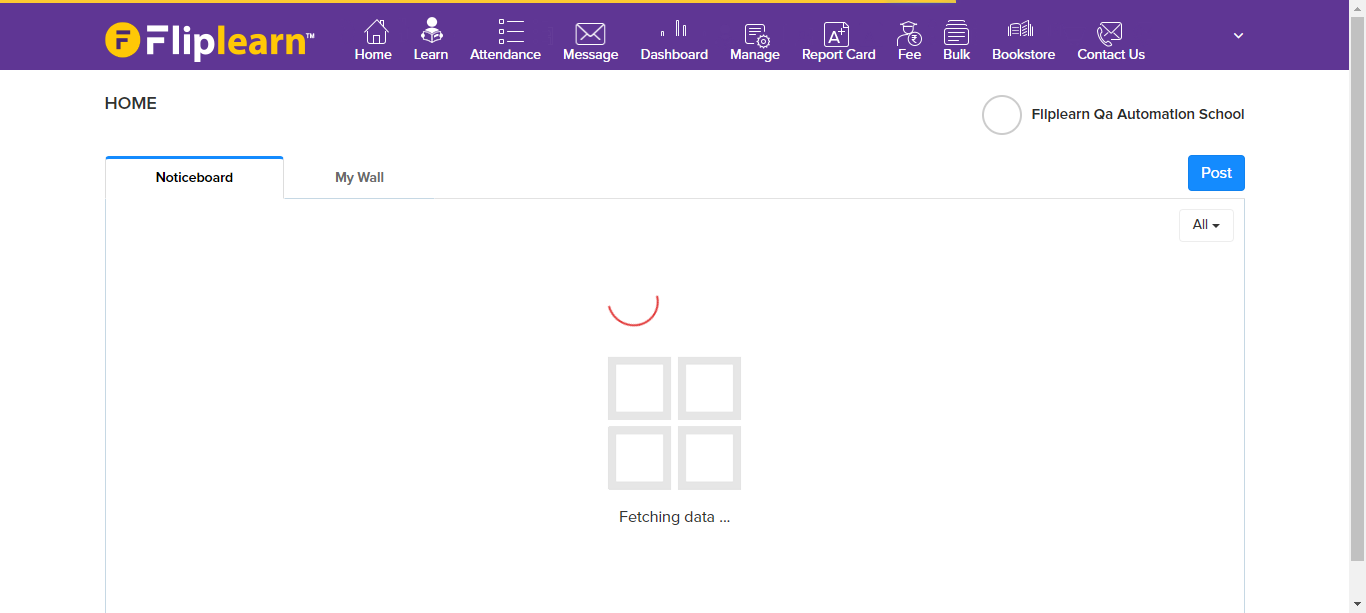 Fliplearn™
Home Learn Attendance Message Dashboard Manage Report Card Fee Bulk Bookstore Contact Us
HOME
Fliplearn Qa Automation School
Noticeboard My Wall
Post
All
Fetching data ...